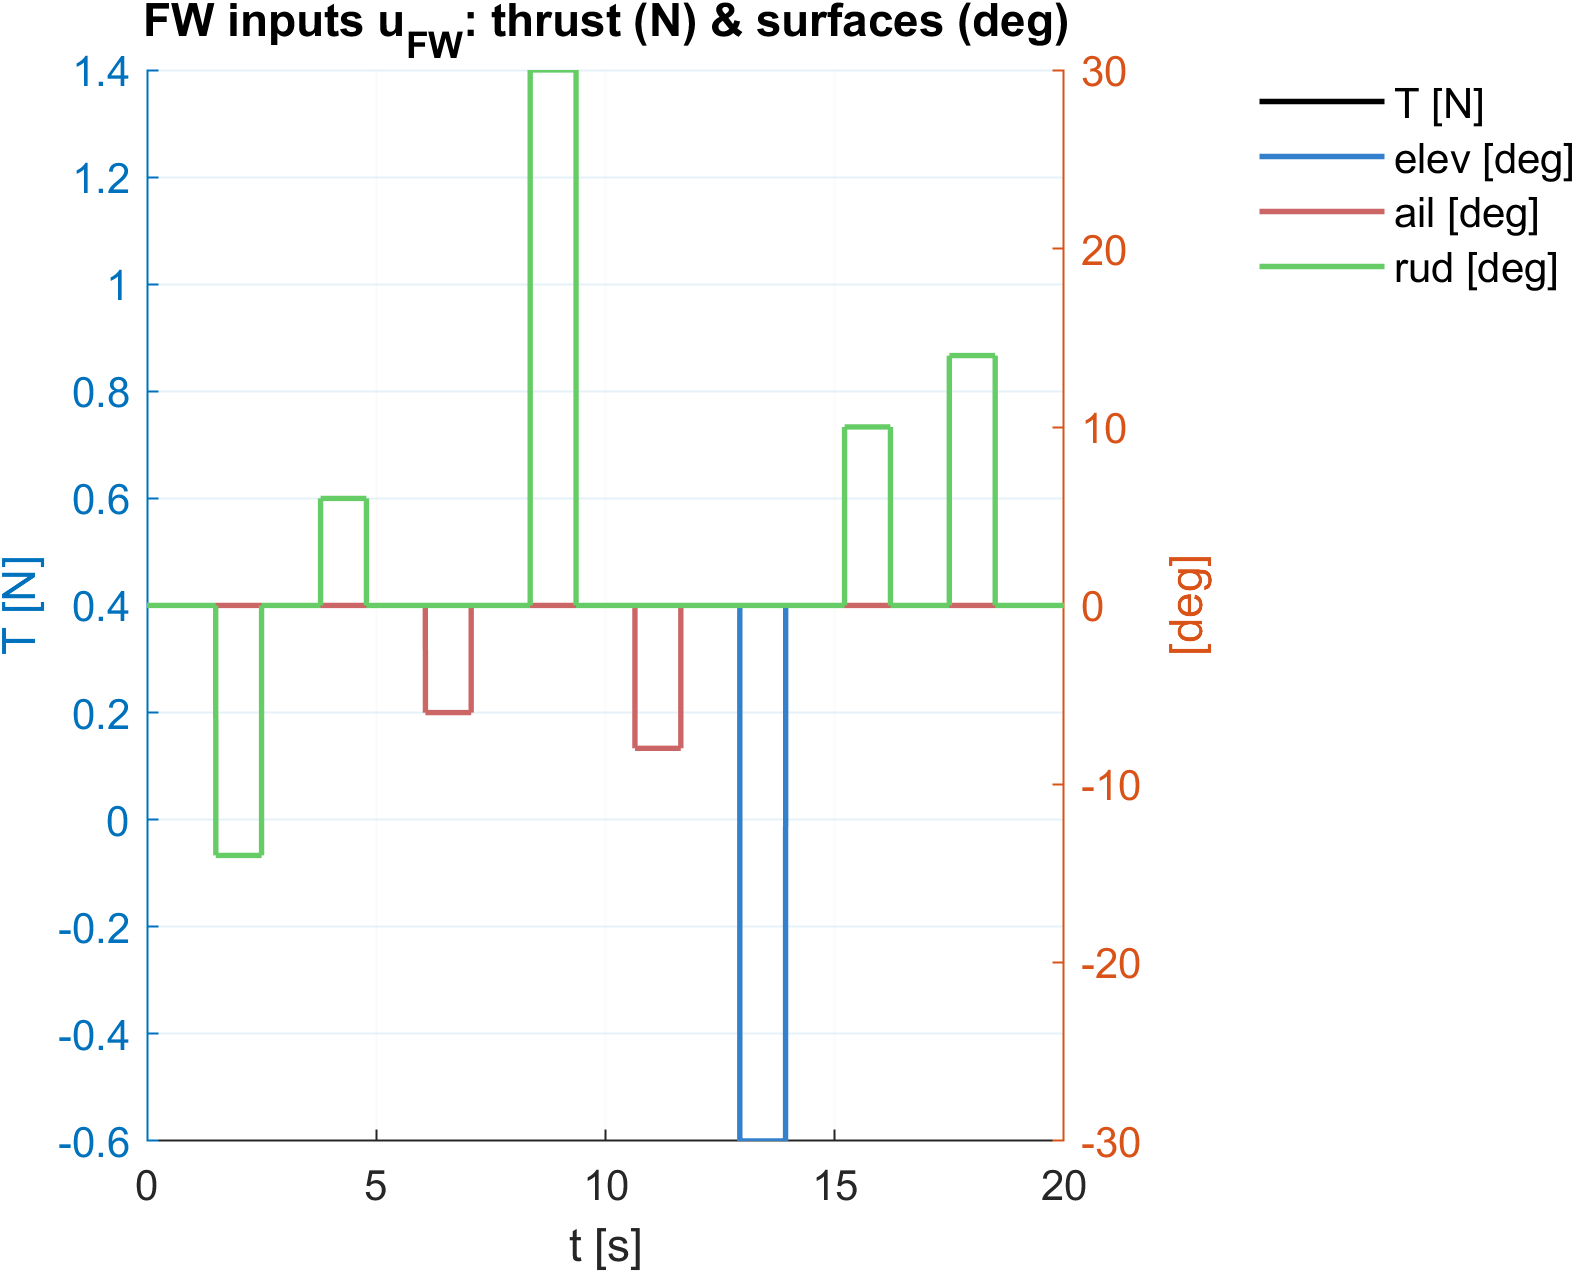 FW inputs u_FW: thrust (N) & surfaces (deg)
1.4
1.2
1
0.8
0.6
0.4
0.2
0
-0.2
-0.4
-0.6
T [N]
0 5 10 15 20
t [s]
30
20
10
0
-10
-20
-30
[deg]
T [N]
elev [deg]
ail [deg]
rud [deg]